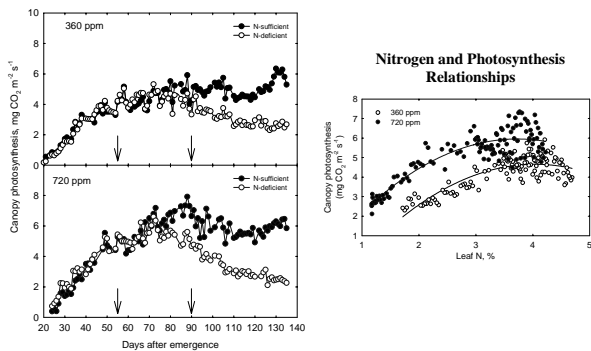 360 ppm
N-sufficient
N-deficient
10
8
6
4
2
0
Canopy photosynthesis, mg CO2 m-2 s-1
720 ppm
N-sufficient
N-deficient
8
6
4
2
0
20 30 40 50 60 70 80 90 100 110 120 130 140
Days after emergence
Nitrogen and Photosynthesis
Relationships
360 ppm
720 ppm
8
7
6
5
4
3
2
1
0
Canopy photosynthesis
(mg CO2 m-2 s-1)
1 2 3 4 5
Leaf N, %